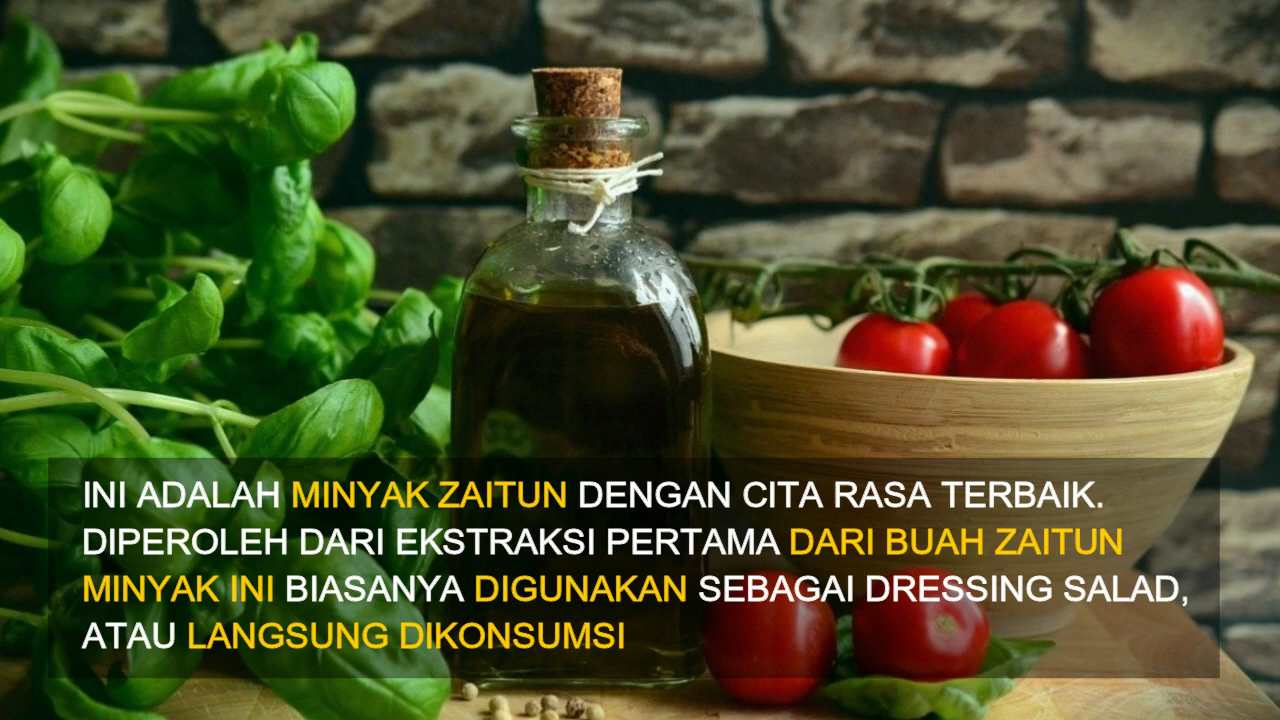 INI ADALAH MINYAK ZAITUN DENGAN CITA RASA TERBAIK.
DIPEROLEH DARI EKSTRAKSI PERTAMA DARI BUAH ZAITUN
MINYAK INI BIASANYA DIGUNAKAN SEBAGAI DRESSING SALAD,
ATAU LANGSUNG DIKONSUMSI